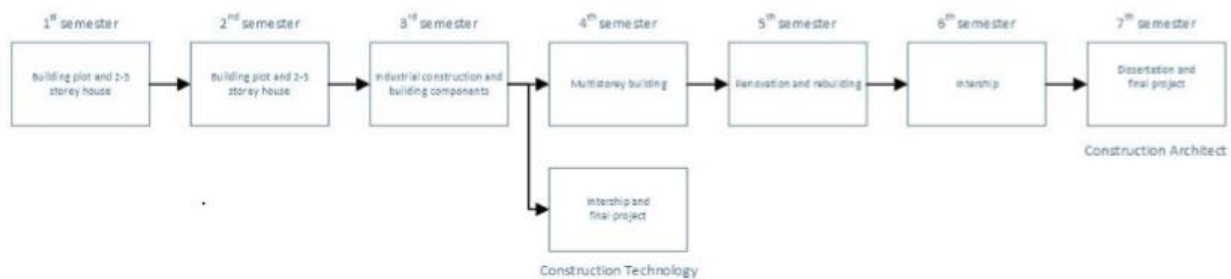 1st semester
2nd semester
3rd semester
4th semester
5th semester
6th semester
7th semester
Building plot and 2-3
storey house
Building plot and 2-3
storey house
Industrial construction and
building components
Multistorey building
Renovation and rebuilding
Intership
Dissertation and
final project
Construction Architect
Intership and
final project
Construction Technology